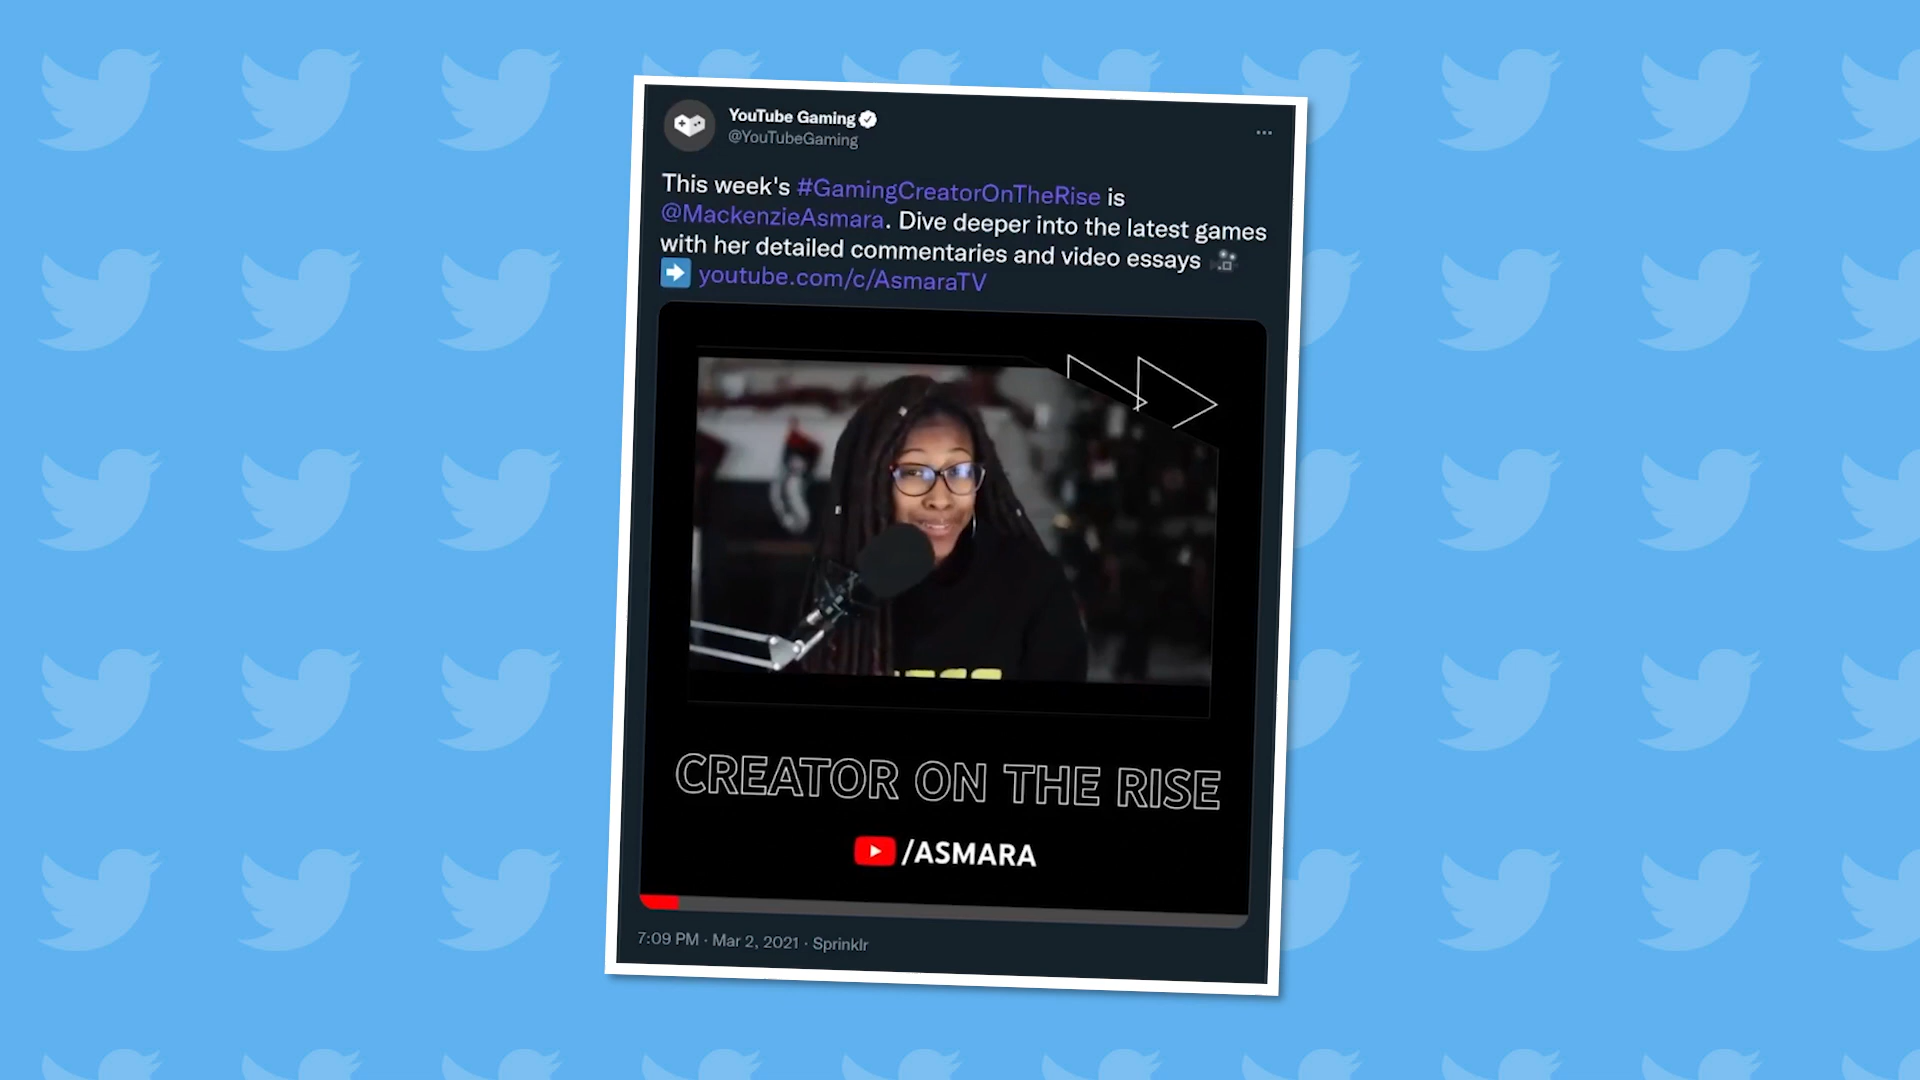 YouTube Gaming
@YouTubeGaming
This week's #GamingCreatorOnTheRise is
@MackenzieAsmara. Dive deeper into the latest games
with her detailed commentaries and video essays 🎥
➡️ youtube.com/c/AsmaraTV
CREATOR ON THE RISE
/ASMARA
7:09 PM · Mar 2, 2021 · Sprinklr